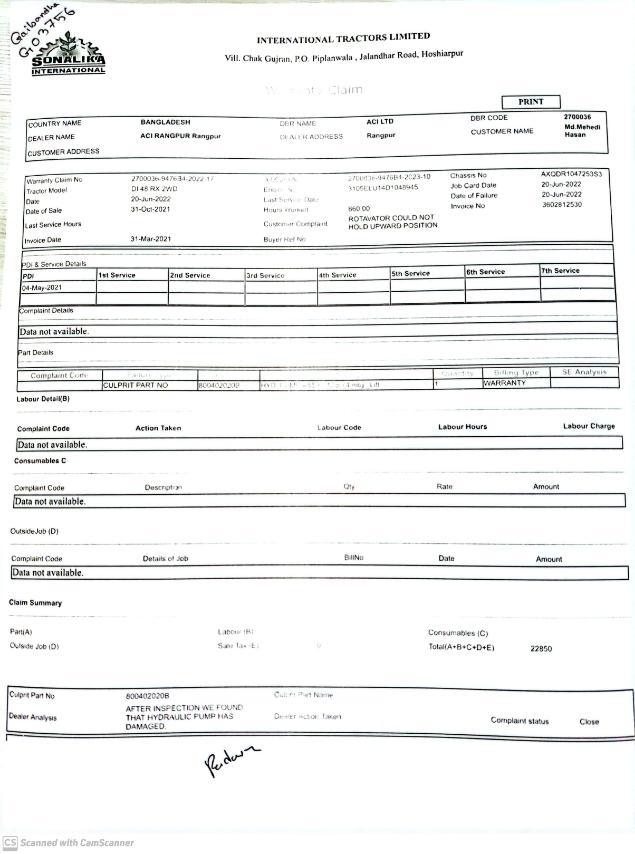 Gaibandha
G03756
SONALIKA
INTERNATIONAL
INTERNATIONAL TRACTORS LIMITED
Vill. Chak Gujran, P.O. Piplanwala , Jalandhar Road, Hoshiarpur
Warranty Claim
PRINT
COUNTRY NAME BANGLADESH DBR NAME ACI LTD DBR CODE 2700036
DEALER NAME ACI RANGPUR Rangpur DEALER ADDRESS Rangpur CUSTOMER NAME Md.Mehedi Hasan
CUSTOMER ADDRESS
Warranty Claim No 2700036-947684-2022-17 2700036-947684-2023-10 Chassis No AXQDR1047253S3
Tractor Model DI 48 RX 2WD 3105ELU14D1048945 Job Card Date 20-Jun-2022
Date 20-Jun-2022 Last Service Date Date of Failure 20-Jun-2022
Date of Sale 31-Oct-2021 Hours Worked 660.00 Invoice No 3602812530
Last Service Hours Customer Complaint ROTAVATOR COULD NOT HOLD UPWARD POSITION
Invoice Date 31-Mar-2021 Buyer Ref No
PDI & Service Details
PDI 1st Service 2nd Service 3rd Service 4th Service 5th Service 6th Service 7th Service
04-May-2021
Complaint Details
Data not available.
Part Details
Complaint Code Quantity Billing Type SE Analysis
CULPRIT PART NO 800402020B 1 WARRANTY
Labour Detail(B)
Complaint Code Action Taken Labour Code Labour Hours Labour Charge
Data not available.
Consumables C
Complaint Code Description Qty Rate Amount
Data not available.
OutsideJob (D)
Complaint Code Details of Job BillNo Date Amount
Data not available.
Claim Summary
Part(A) Labour (B) Consumables (C)
Outside Job (D) Sale Tax(E) 0 Total(A+B+C+D+E) 22850
Culprit Part No 800402020B Culprit Part Name
Dealer Analysis AFTER INSPECTION WE FOUND THAT HYDRAULIC PUMP HAS DAMAGED. Dealer Action Taken Complaint status Close
CS Scanned with CamScanner